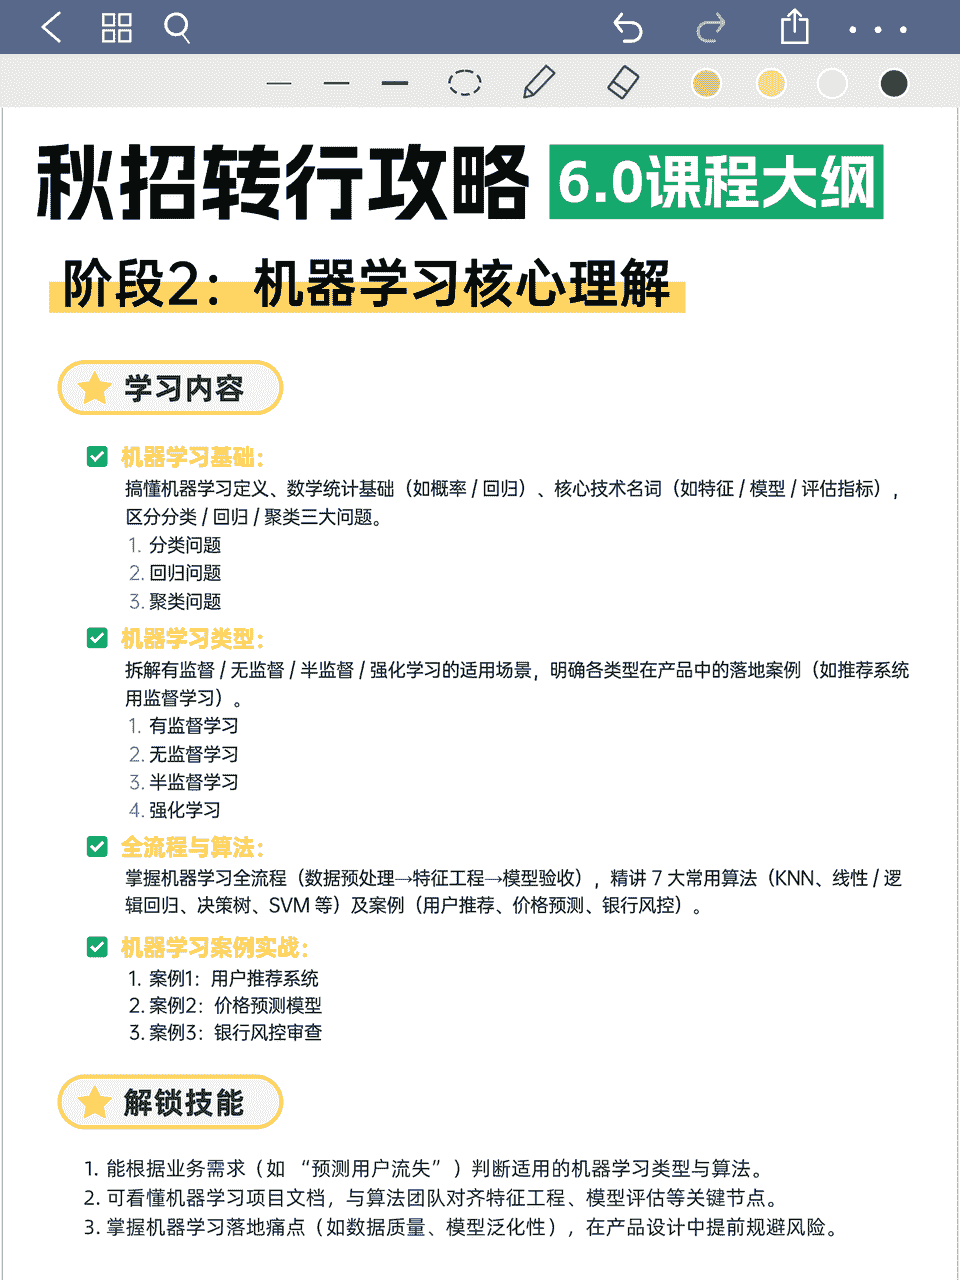 秋招转行攻略 6.0课程大纲
阶段2：机器学习核心理解
学习内容
机器学习基础：
搞懂机器学习定义、数学统计基础（如概率 / 回归）、核心技术名词（如特征 / 模型 / 评估指标），
区分分类 / 回归 / 聚类三大问题。
1. 分类问题
2. 回归问题
3. 聚类问题
机器学习类型：
拆解有监督 / 无监督 / 半监督 / 强化学习的适用场景，明确各类型在产品中的落地案例（如推荐系统
用监督学习）。
1. 有监督学习
2. 无监督学习
3. 半监督学习
4. 强化学习
全流程与算法：
掌握机器学习全流程（数据预处理→特征工程→模型验收），精讲 7 大常用算法（KNN、线性 / 逻
辑回归、决策树、SVM 等）及案例（用户推荐、价格预测、银行风控）。
机器学习案例实战：
1. 案例1：用户推荐系统
2. 案例2：价格预测模型
3. 案例3：银行风控审查
解锁技能
1. 能根据业务需求（如 “预测用户流失” ）判断适用的机器学习类型与算法。
2. 可看懂机器学习项目文档，与算法团队对齐特征工程、模型评估等关键节点。
3. 掌握机器学习落地痛点（如数据质量、模型泛化性），在产品设计中提前规避风险。